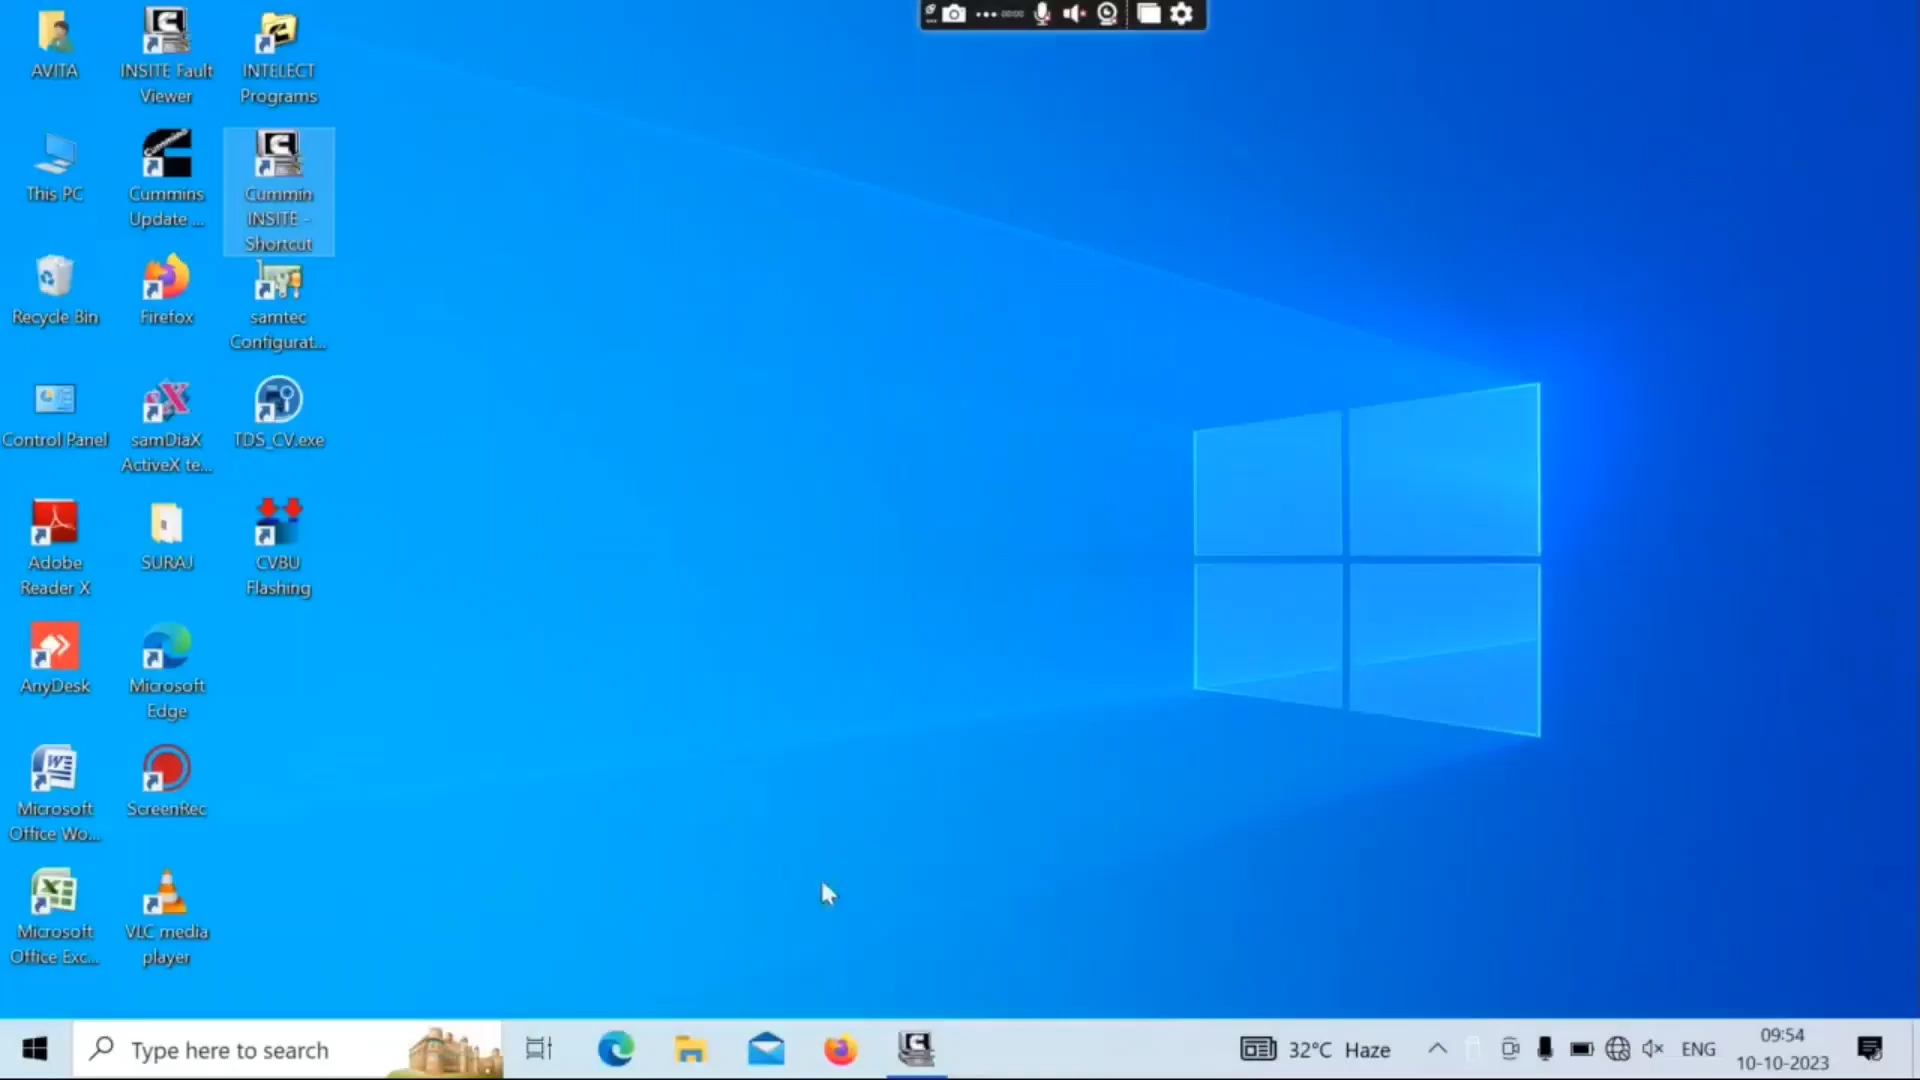 00:00
AVITA
INSITE Fault
Viewer
INTELECT
Programs
This PC
Cummins
Update ...
Cummin
INSITE -
Shortcut
Recycle Bin
Firefox
samtec
Configurat...
Control Panel
samDiaX
ActiveX te...
TDS_CV.exe
Adobe
Reader X
SURAJ
CVBU
Flashing
AnyDesk
Microsoft
Edge
Microsoft
Office Wo...
ScreenRec
Microsoft
Office Exc...
VLC media
player
Type here to search
32°C Haze
ENG
09:54
10-10-2023